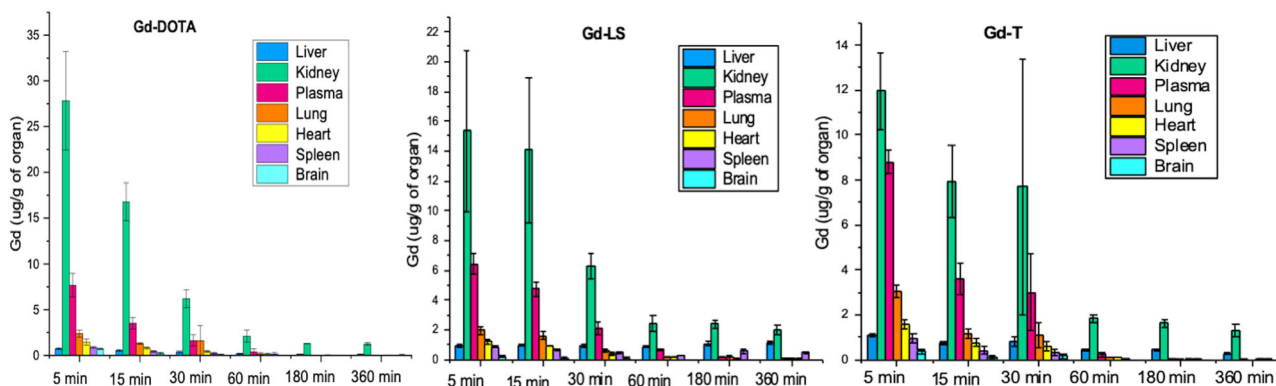 Gd-DOTA
Gd (ug/g of organ)
35
30
25
20
15
10
5
0
Liver
Kidney
Plasma
Lung
Heart
Spleen
Brain
5 min 15 min 30 min 60 min 180 min 360 min
Gd-LS
Gd (ug/g of organ)
22
20
18
16
14
12
10
8
6
4
2
0
Liver
Kidney
Plasma
Lung
Heart
Spleen
Brain
5 min 15 min 30 min 60 min 180 min 360 min
Gd-T
Gd (ug/g of organ)
14
12
10
8
6
4
2
0
Liver
Kidney
Plasma
Lung
Heart
Spleen
Brain
5 min 15 min 30 min 60 min 180 min 360 min